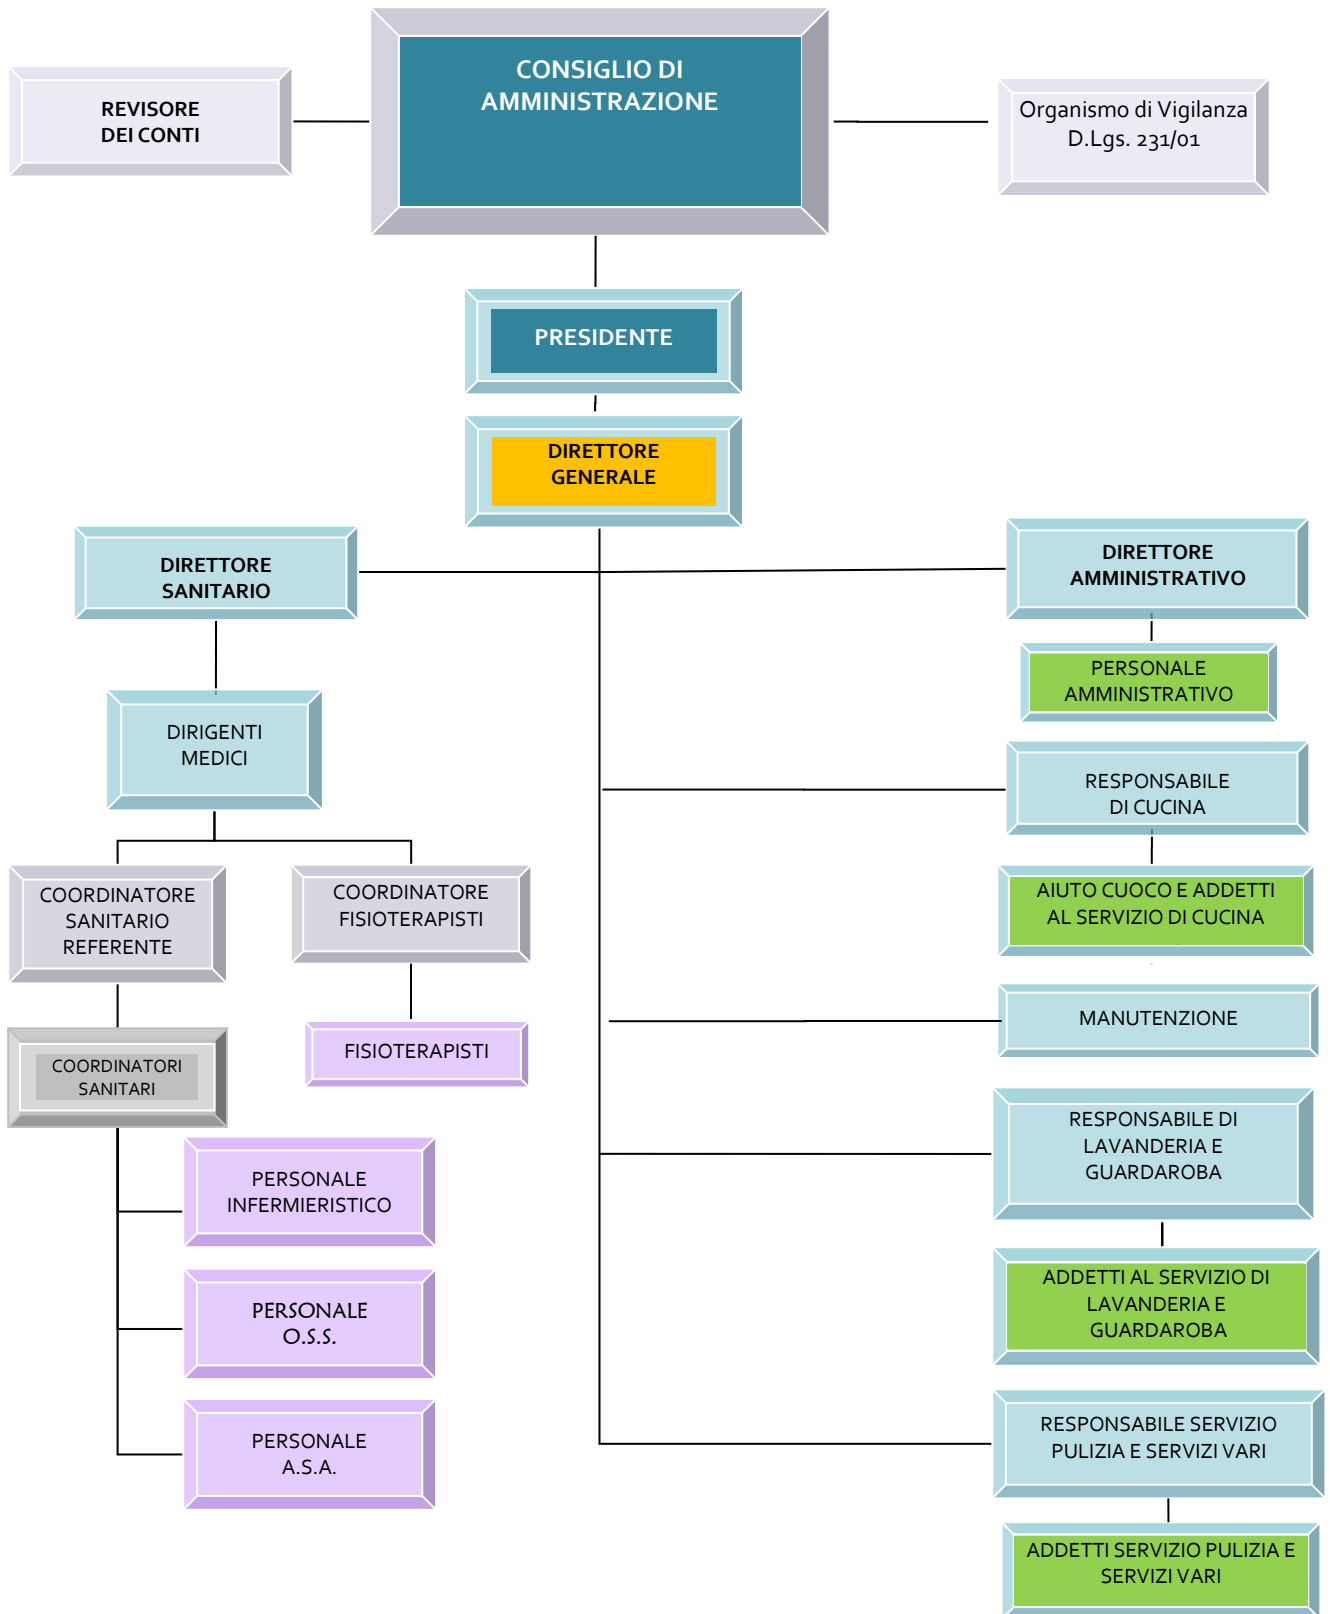 CONSIGLIO DI
AMMINISTRAZIONE
REVISORE
DEI CONTI
Organismo di Vigilanza
D.Lgs. 231/01
PRESIDENTE
DIRETTORE
GENERALE
DIRETTORE
SANITARIO
DIRETTORE
AMMINISTRATIVO
PERSONALE
AMMINISTRATIVO
DIRIGENTI
MEDICI
RESPONSABILE
DI CUCINA
COORDINATORE
SANITARIO
REFERENTE
COORDINATORE
FISIOTERAPISTI
AIUTO CUOCO E ADDETTI
AL SERVIZIO DI CUCINA
MANUTENZIONE
FISIOTERAPISTI
COORDINATORI
SANITARI
RESPONSABILE DI
LAVANDERIA E
GUARDAROBA
PERSONALE
INFERMIERISTICO
ADDETTI AL SERVIZIO DI
LAVANDERIA E
GUARDAROBA
PERSONALE
O.S.S.
RESPONSABILE SERVIZIO
PULIZIA E SERVIZI VARI
PERSONALE
A.S.A.
ADDETTI SERVIZIO PULIZIA E
SERVIZI VARI